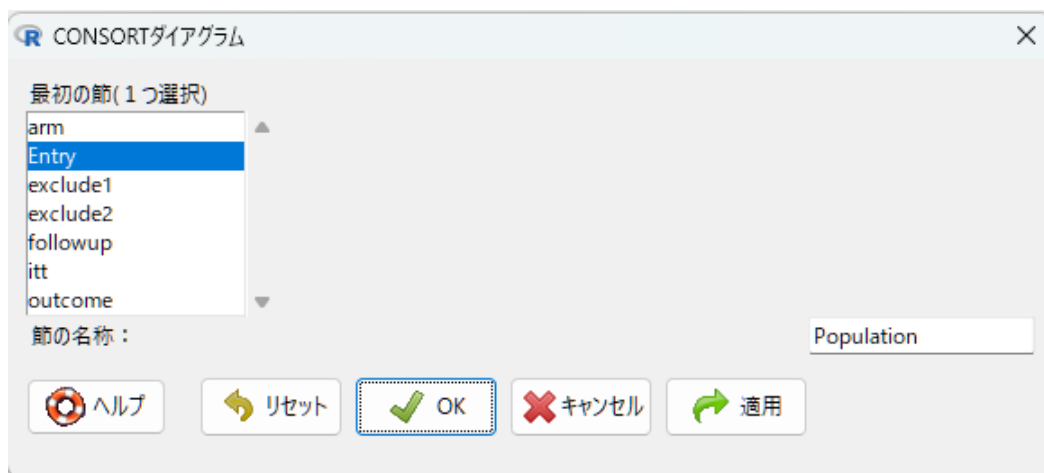 CONSORTダイアグラム
最初の節(１つ選択)
arm
Entry
exclude1
exclude2
followup
itt
outcome
節の名称：
Population
ヘルプ
リセット
OK
キャンセル
適用